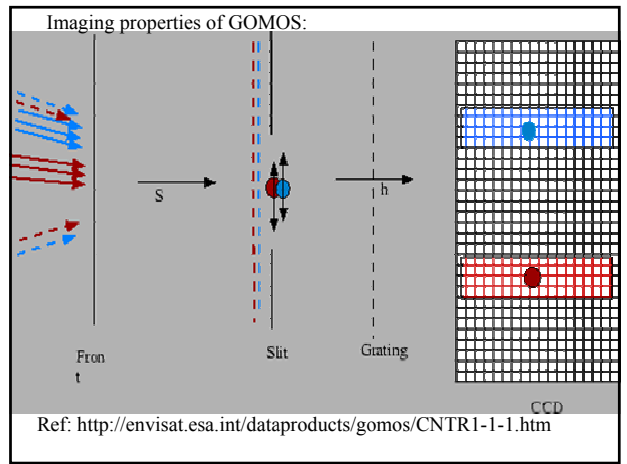 Imaging properties of GOMOS:
S
h
Fron
t
Slit
Grating
CCD
Ref: http://envisat.esa.int/dataproducts/gomos/CNTR1-1-1.htm